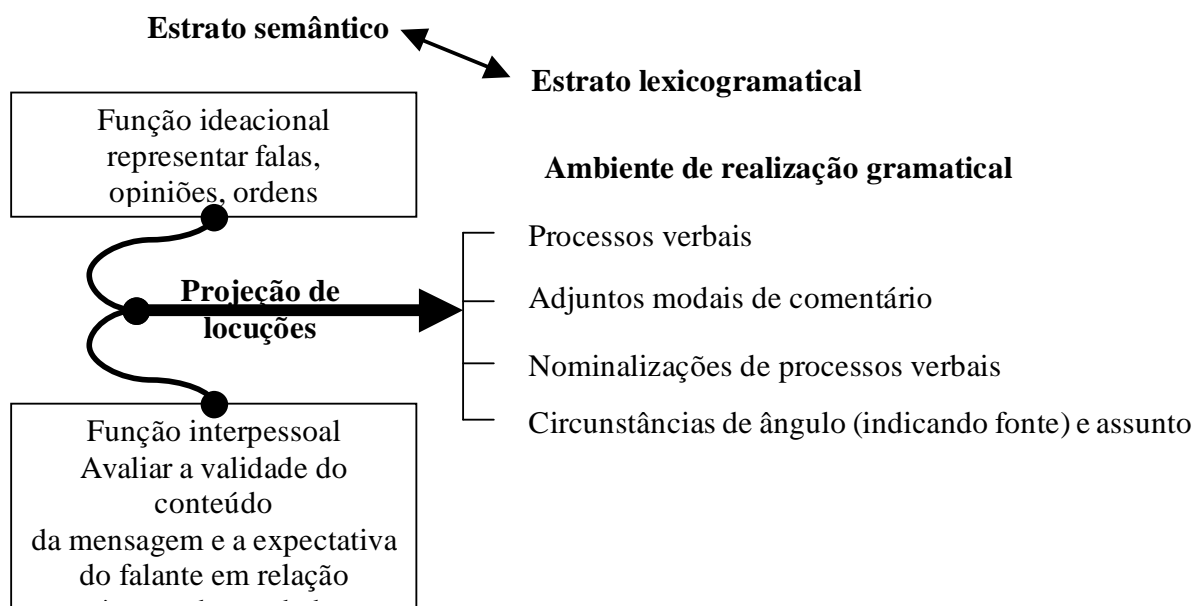 Estrato semântico
Estrato lexicogramatical
Função ideacional
representar falas,
opiniões, ordens
Ambiente de realização gramatical
Processos verbais
Projeção de
locuções
Adjuntos modais de comentário
Nominalizações de processos verbais
Circunstâncias de ângulo (indicando fonte) e assunto
Função interpessoal
Avaliar a validade do
conteúdo
da mensagem e a expectativa
do falante em relação